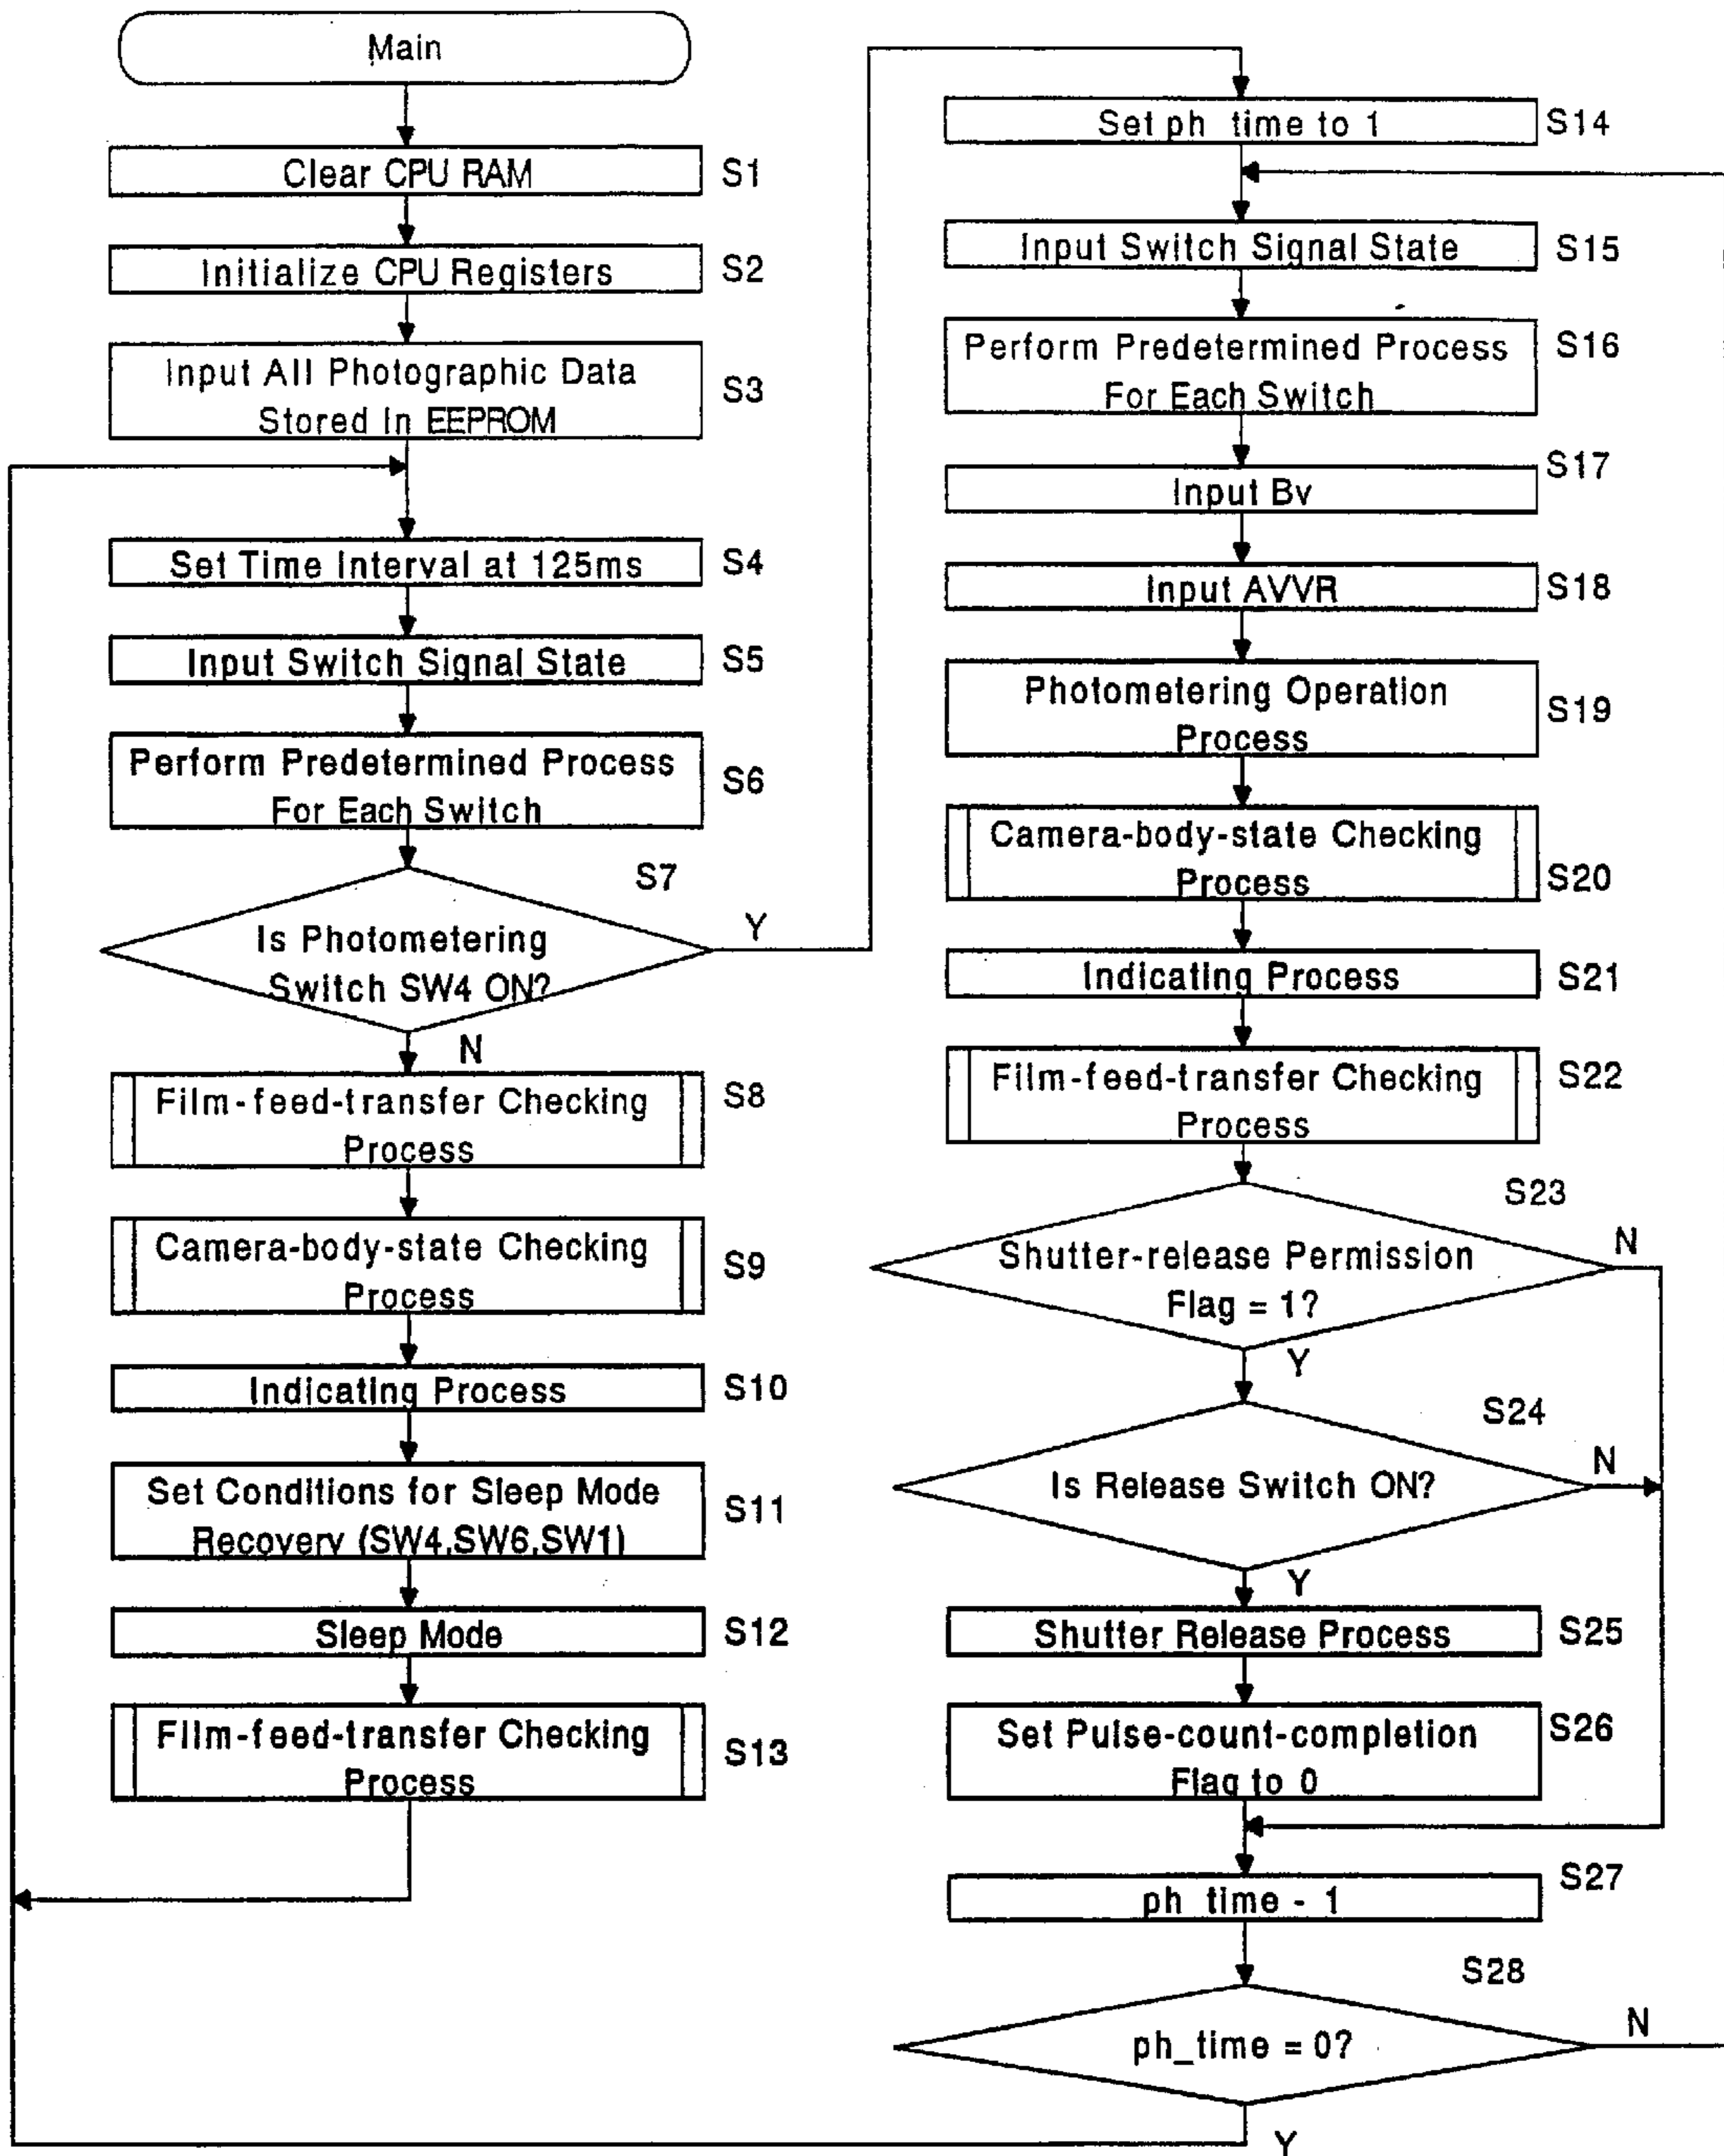 Main
Clear CPU RAM
S1
Initialize CPU Registers
S2
Input All Photographic Data
Stored In EEPROM
S3
Set Time Interval at 125ms
S4
Input Switch Signal State
S5
Perform Predetermined Process
For Each Switch
S6
S7
Is Photometering
Switch SW4 ON?
Y
N
Film-feed-transfer Checking
Process
S8
Camera-body-state Checking
Process
S9
Indicating Process
S10
Set Conditions for Sleep Mode
Recovery (SW4,SW6,SW1)
S11
Sleep Mode
S12
Film-feed-transfer Checking
Process
S13
Set ph time to 1
S14
Input Switch Signal State
S15
Perform Predetermined Process
For Each Switch
S16
S17
Input Bv
Input AVVR
S18
Photometering Operation
Process
S19
Camera-body-state Checking
Process
S20
Indicating Process
S21
Film-feed-transfer Checking
Process
S22
S23
Shutter-release Permission
Flag = 1?
N
Y
S24
Is Release Switch ON?
N
Y
Shutter Release Process
S25
Set Pulse-count-completion
Flag to 0
S26
S27
ph time - 1
S28
ph_time = 0?
N
Y